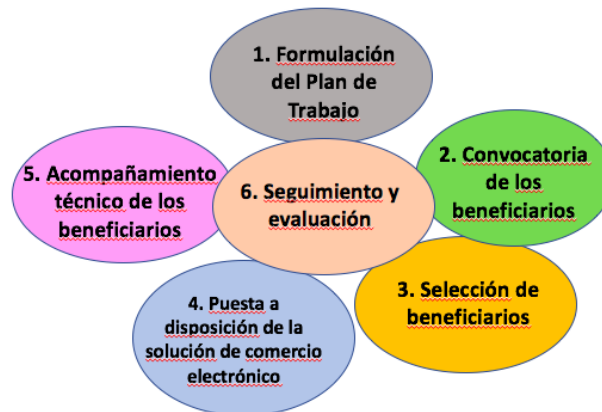 1. Formulación
del Plan de
Trabajo
2. Convocatoria
de los
beneficiarios
3. Selección de
beneficiarios
4. Puesta a
disposición de la
solución de comercio
electrónico
5. Acompañamiento
técnico de los
beneficiarios
6. Seguimiento y
evaluación